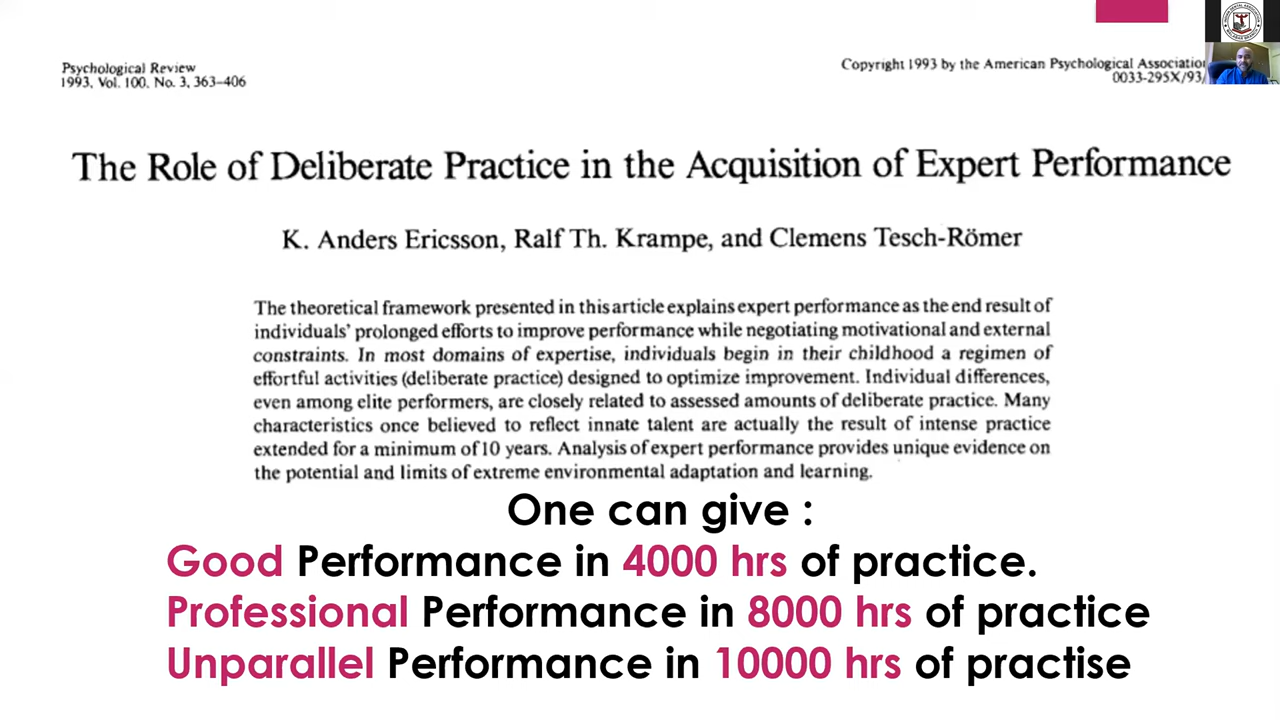 Psychological Review
1993, Vol. 100, No. 3, 363–406
Copyright 1993 by the American Psychological Association
0033-295X/93/
The Role of Deliberate Practice in the Acquisition of Expert Performance
K. Anders Ericsson, Ralf Th. Krampe, and Clemens Tesch-Römer
The theoretical framework presented in this article explains expert performance as the end result of
individuals' prolonged efforts to improve performance while negotiating motivational and external
constraints. In most domains of expertise, individuals begin in their childhood a regimen of
effortful activities (deliberate practice) designed to optimize improvement. Individual differences,
even among elite performers, are closely related to assessed amounts of deliberate practice. Many
characteristics once believed to reflect innate talent are actually the result of intense practice
extended for a minimum of 10 years. Analysis of expert performance provides unique evidence on
the potential and limits of extreme environmental adaptation and learning.
One can give :
Good Performance in 4000 hrs of practice.
Professional Performance in 8000 hrs of practice
Unparallel Performance in 10000 hrs of practise